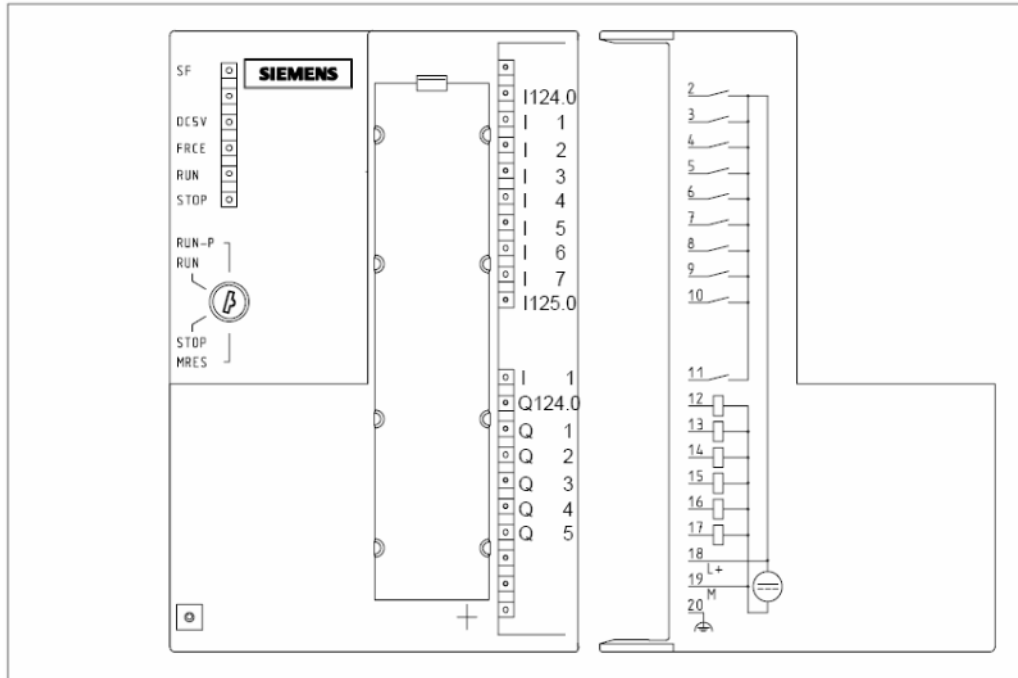 SF
SIEMENS
DC5V
FRCE
RUN
STOP
RUN-P
RUN
STOP
MRES
I124.0
I 1
I 2
I 3
I 4
I 5
I 6
I 7
I125.0
I 1
Q124.0
Q 1
Q 2
Q 3
Q 4
Q 5
2
3
4
5
6
7
8
9
10
11
12
13
14
15
16
17
18
L+
19
M
20